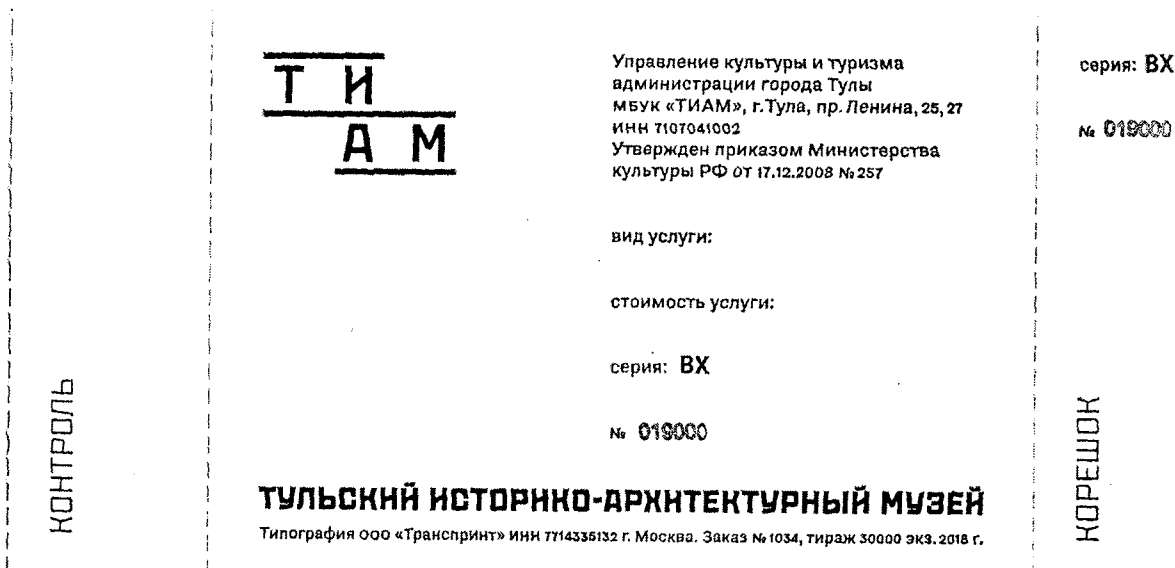 КОНТРОЛЬ
Т И
А М
Управление культуры и туризма
администрации города Тулы
МБУК «ТИАМ», г.Тула, пр. Ленина, 25, 27
ИНН 7107041002
Утвержден приказом Министерства
культуры РФ от 17.12.2008 № 257
вид услуги:
стоимость услуги:
серия: ВХ
№ 019000
ТУЛЬСКИЙ ИСТОРИКО-АРХИТЕКТУРНЫЙ МУЗЕЙ
Типография ООО «Транспринт» ИНН 7714335132 г. Москва. Заказ № 1034, тираж 30000 экз. 2018 г.
серия: ВХ
№ 019000
КОРЕШОК